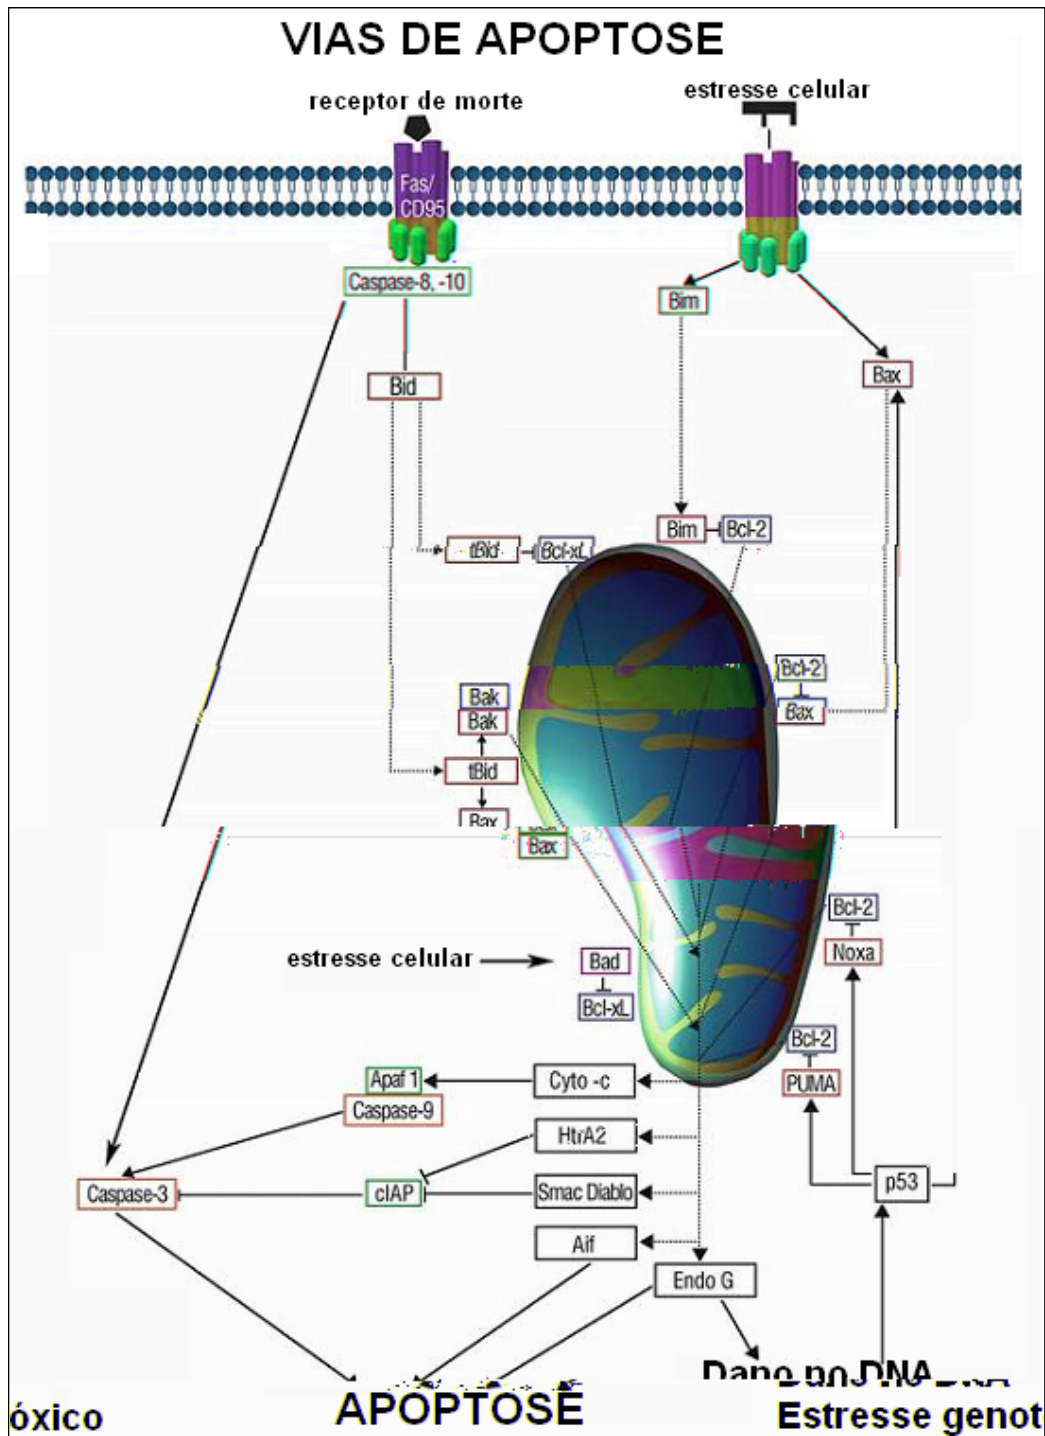 VIAS DE APOPTOSE
receptor de morte
estresse celular
Fas/
CD95
Caspase-8, -10
Bim
Bid
Bax
Bim
Bcl-2
tBid
Bcl-xL
Bcl-2
Bax
Bak
Bak
tBid
Bax
Bax
Bcl-2
Noxa
estresse celular
Bad
Bcl-xL
Bcl-2
PUMA
Apaf 1
Cyto -c
Caspase-9
HtrA2
Caspase-3
cIAP
Smac Diablo
p53
Aif
Endo G
Dano no DNA
APOPTOSE
óxico
Estresse genot